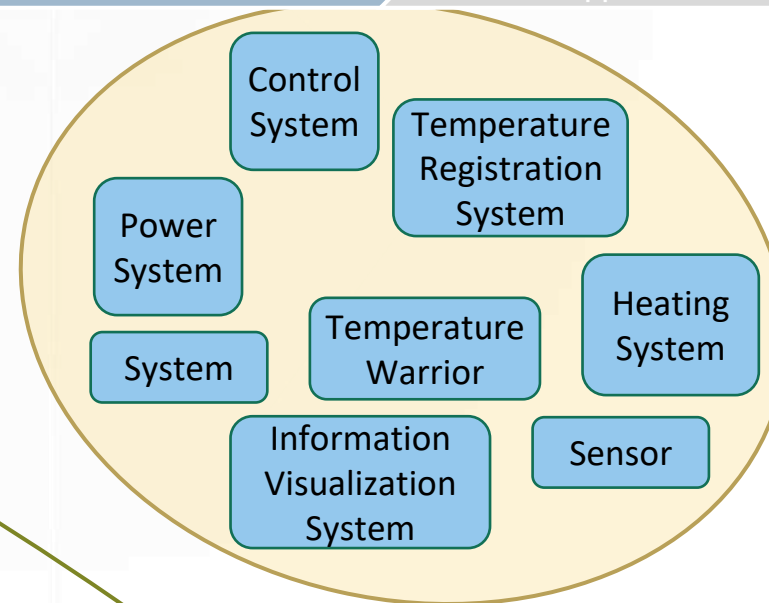 Control
System
Temperature
Registration
System
Power
System
Heating
System
Temperature
Warrior
System
Information
Visualization
System
Sensor